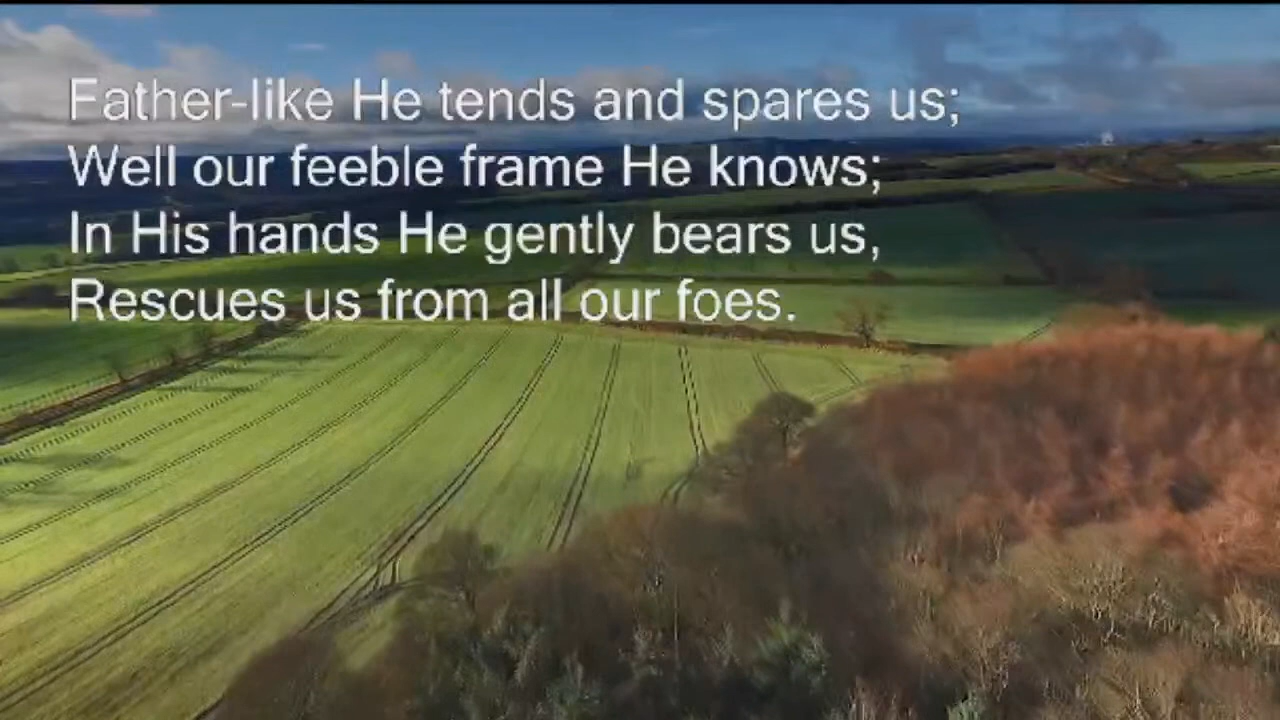 Father-like He tends and spares us;
Well our feeble frame He knows;
In His hands He gently bears us,
Rescues us from all our foes.